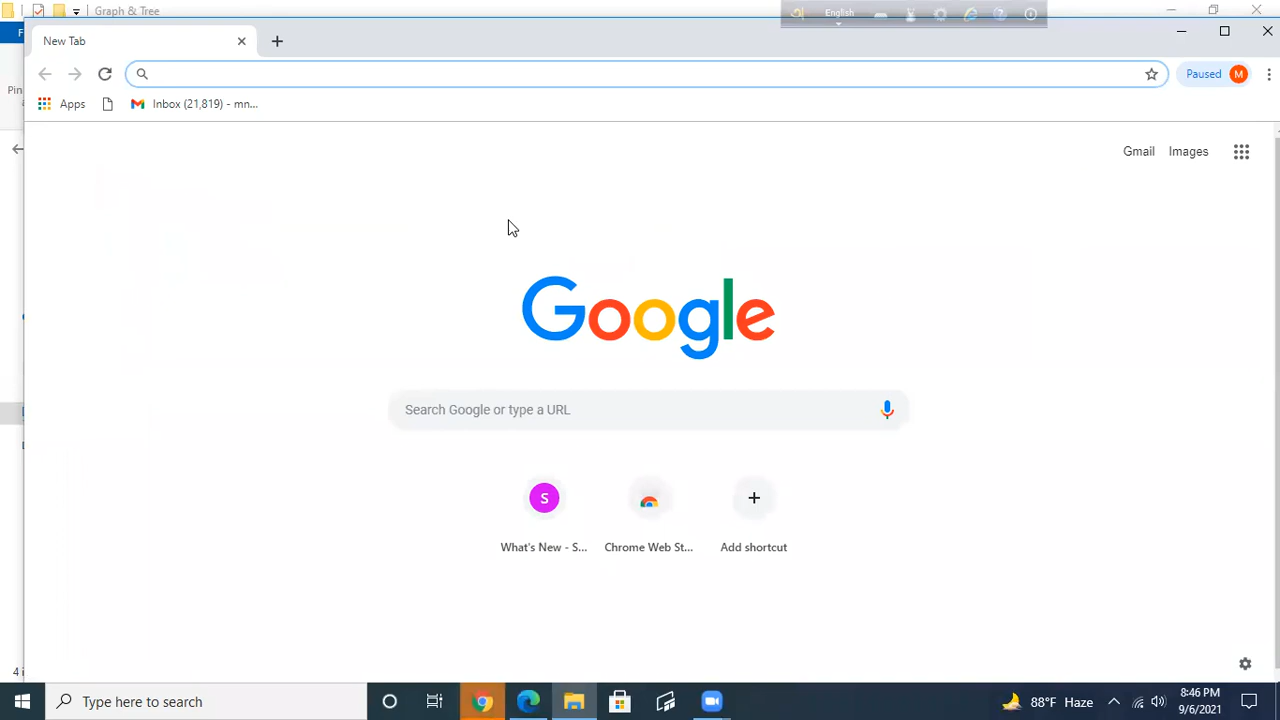 Graph & Tree
English
F
New Tab
Paused M
Pin
Apps
Inbox (21,819) - mn...
Gmail
Images
Google
Search Google or type a URL
S
What's New - S...
Chrome Web St...
Add shortcut
4 i
Type here to search
88°F Haze
8:46 PM
9/6/2021